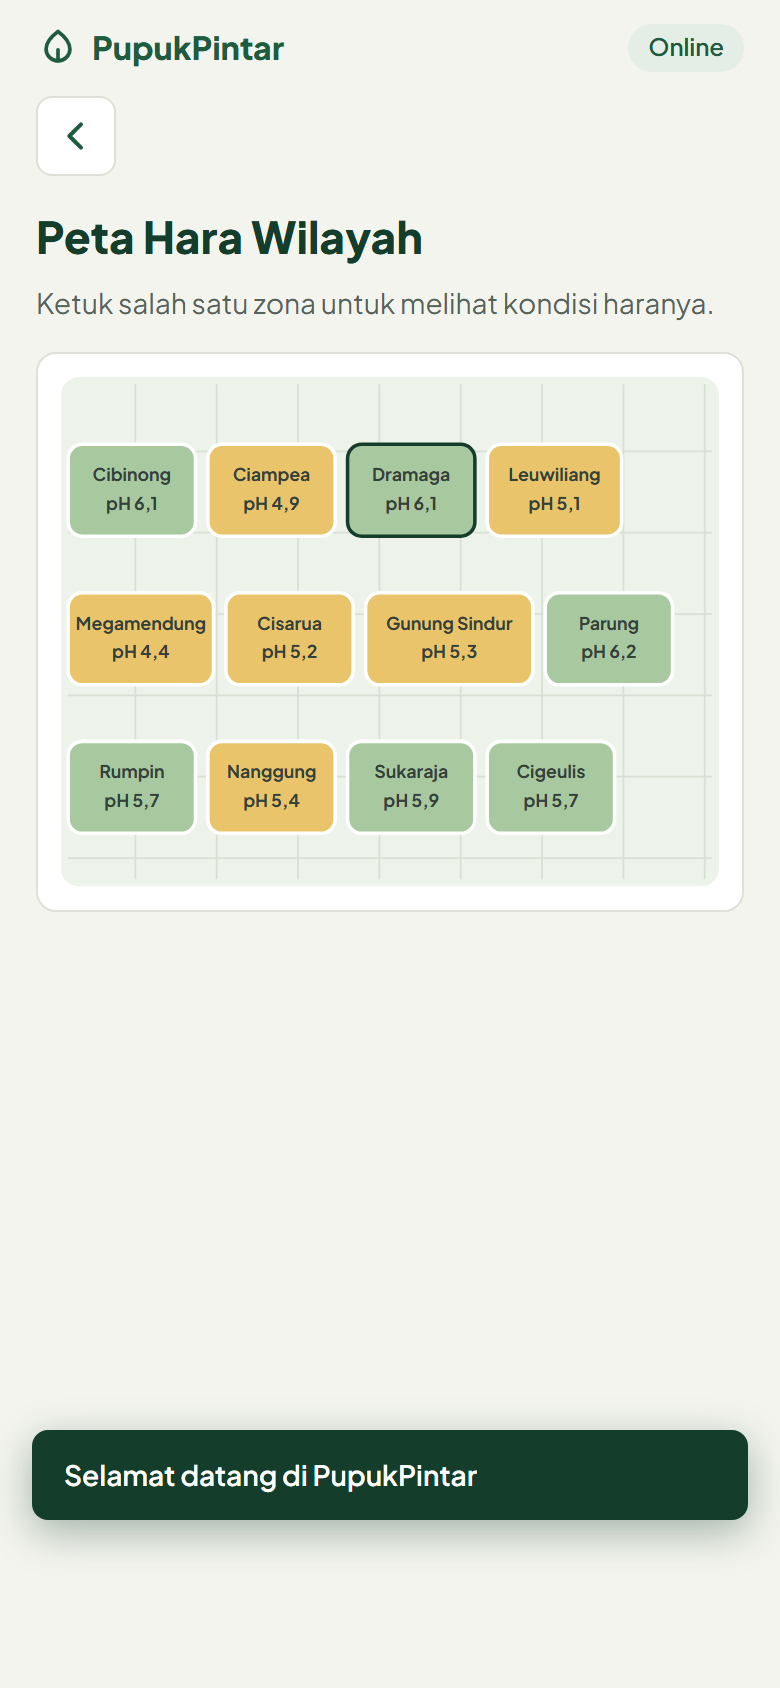 PupukPintar
Online
Peta Hara Wilayah
Ketuk salah satu zona untuk melihat kondisi haranya.
Cibinong
pH 6,1
Ciampea
pH 4,9
Dramaga
pH 6,1
Leuwiliang
pH 5,1
Megamendung
pH 4,4
Cisarua
pH 5,2
Gunung Sindur
pH 5,3
Parung
pH 6,2
Rumpin
pH 5,7
Nanggung
pH 5,4
Sukaraja
pH 5,9
Cigeulis
pH 5,7
Selamat datang di PupukPintar